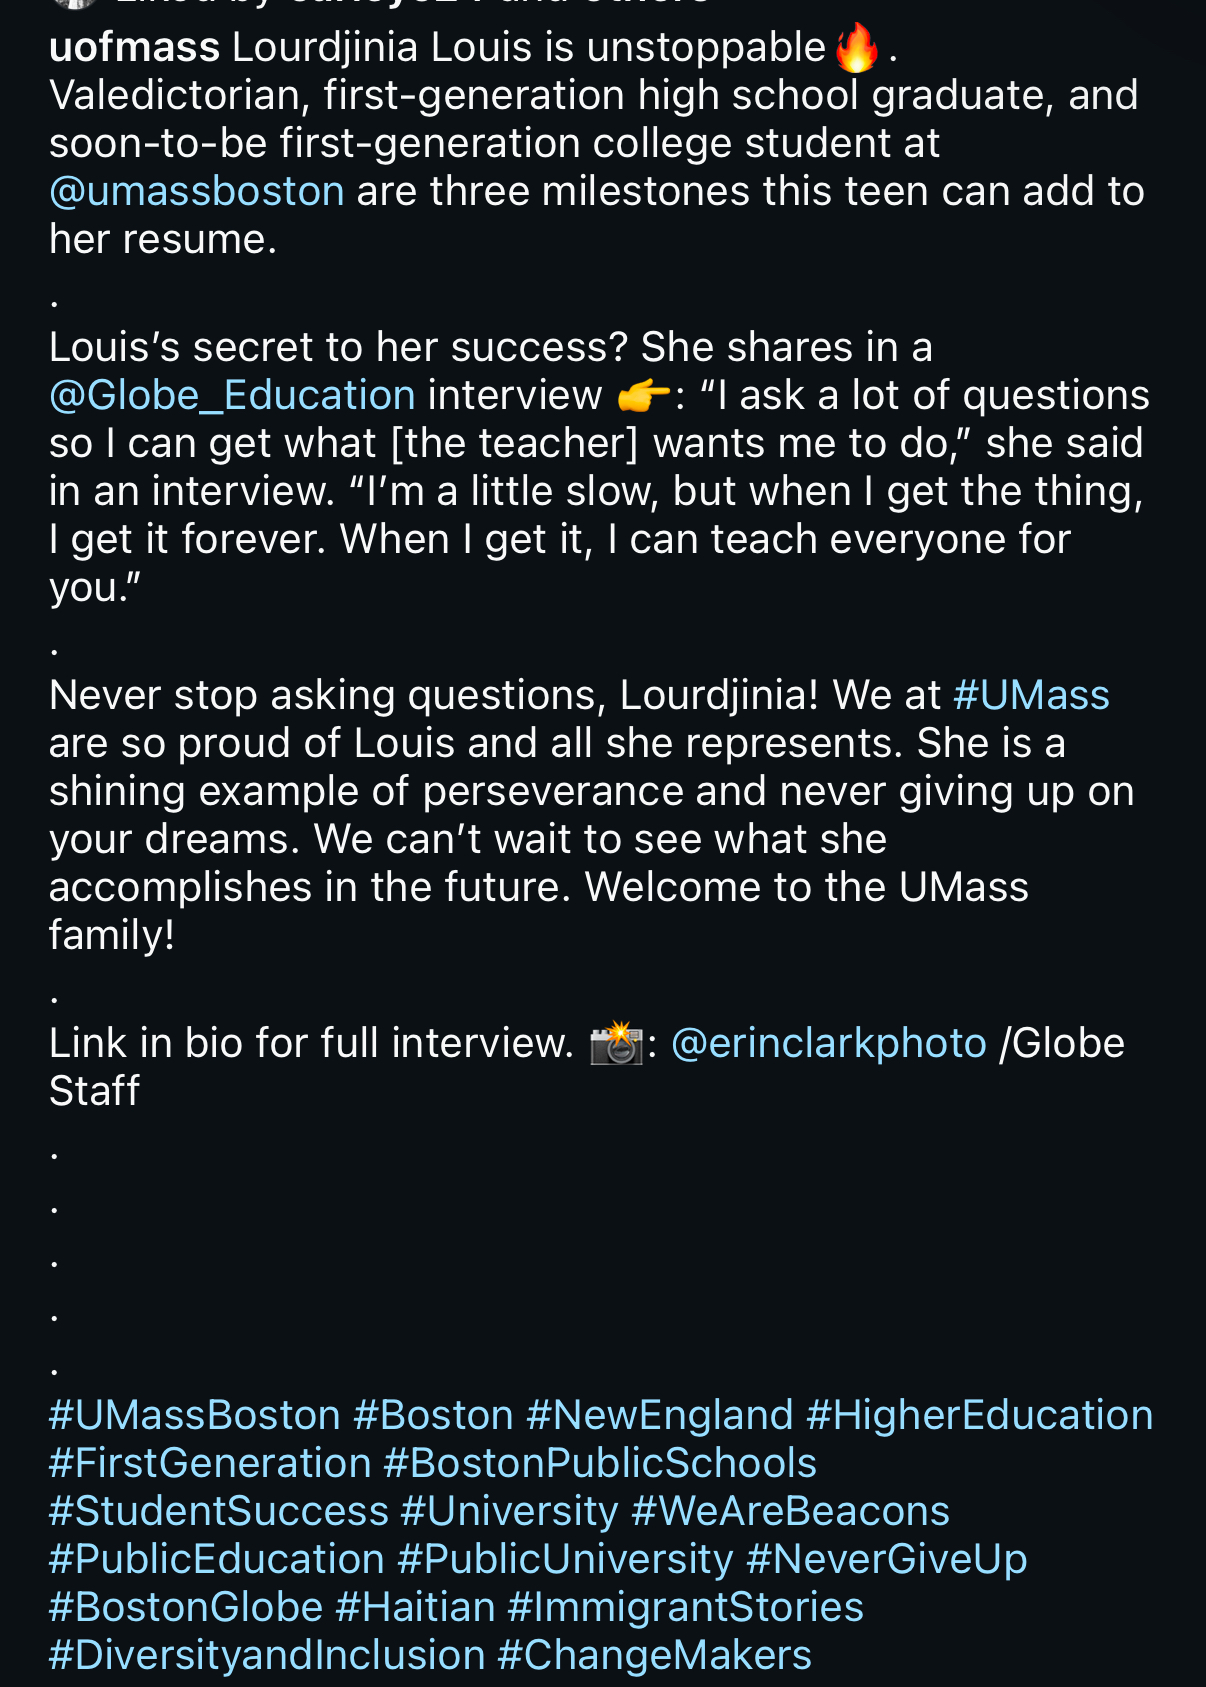 uofmass Lourdjinia Louis is unstoppable🔥.
Valedictorian, first-generation high school graduate, and
soon-to-be first-generation college student at
@umassboston are three milestones this teen can add to
her resume.
.
Louis’s secret to her success? She shares in a
@Globe_Education interview 👉: “I ask a lot of questions
so I can get what [the teacher] wants me to do,” she said
in an interview. “I’m a little slow, but when I get the thing,
I get it forever. When I get it, I can teach everyone for
you.”
.
Never stop asking questions, Lourdjinia! We at #UMass
are so proud of Louis and all she represents. She is a
shining example of perseverance and never giving up on
your dreams. We can’t wait to see what she
accomplishes in the future. Welcome to the UMass
family!
.
Link in bio for full interview. 📸: @erinclarkphoto /Globe
Staff
.
.
.
.
.
#UMassBoston #Boston #NewEngland #HigherEducation
#FirstGeneration #BostonPublicSchools
#StudentSuccess #University #WeAreBeacons
#PublicEducation #PublicUniversity #NeverGiveUp
#BostonGlobe #Haitian #ImmigrantStories
#DiversityandInclusion #ChangeMakers